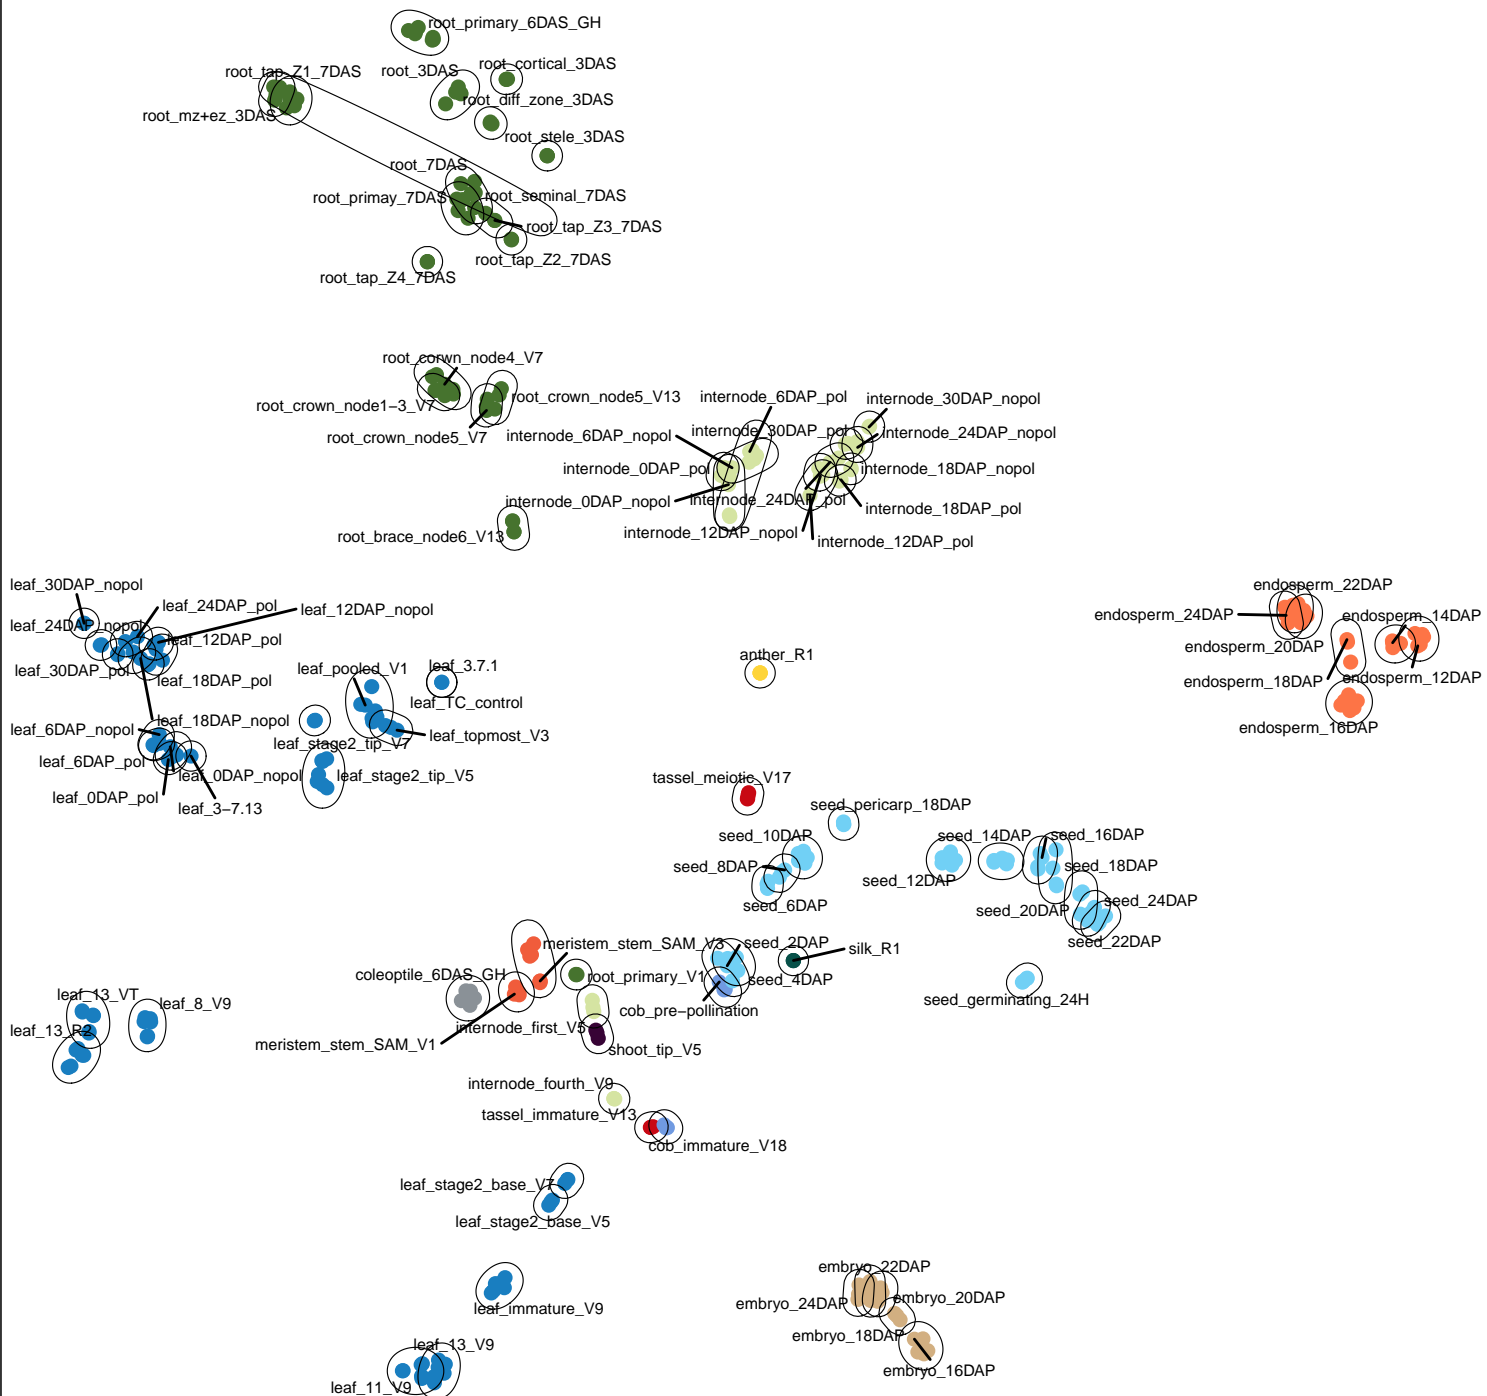 root_primary_6DAS_GH
root_cortical_3DAS
root_tap_Z1_7DAS
root_3DAS
root_diff_zone_3DAS
root_mz+ez_3DAS
root_stele_3DAS
root_7DAS
root_primay_7DAS
root_seminal_7DAS
root_tap_Z3_7DAS
root_tap_Z2_7DAS
root_tap_Z4_7DAS
root_corwn_node4_V7
root_crown_node1−3_V7
root_crown_node5_V13
internode_6DAP_pol
internode_30DAP_nopol
root_crown_node5_V7
internode_6DAP_nopol
internode_30DAP_pol
internode_24DAP_nopol
internode_0DAP_pol
internode_18DAP_nopol
internode_0DAP_nopol
internode_24DAP_pol
internode_18DAP_pol
root_brace_node6_V13
internode_12DAP_nopol
internode_12DAP_pol
leaf_30DAP_nopol
endosperm_22DAP
leaf_24DAP_pol
leaf_12DAP_nopol
endosperm_24DAP
endosperm_14DAP
leaf_24DAP_nopol
leaf_12DAP_pol
endosperm_20DAP
anther_R1
leaf_30DAP_pol
leaf_pooled_V1
leaf_3.7.1
leaf_18DAP_pol
endosperm_18DAP
endosperm_12DAP
leaf_TC_control
leaf_18DAP_nopol
leaf_6DAP_nopol
endosperm_16DAP
leaf_topmost_V3
leaf_stage2_tip_V7
leaf_6DAP_pol
leaf_0DAP_nopol
leaf_stage2_tip_V5
tassel_meiotic_V17
leaf_0DAP_pol
leaf_3−7.13
seed_pericarp_18DAP
seed_10DAP
seed_14DAP
seed_16DAP
seed_8DAP
seed_18DAP
seed_12DAP
seed_6DAP
seed_20DAP
seed_24DAP
seed_22DAP
meristem_stem_SAM_V3
seed_2DAP
silk_R1
coleoptile_6DAS_GH
root_primary_V1
seed_4DAP
leaf_13_VT
leaf_8_V9
seed_germinating_24H
cob_pre−pollination
leaf_13_R2
internode_first_V5
meristem_stem_SAM_V1
shoot_tip_V5
internode_fourth_V9
tassel_immature_V13
cob_immature_V18
leaf_stage2_base_V7
leaf_stage2_base_V5
embryo_22DAP
embryo_24DAP
embryo_20DAP
leaf_immature_V9
embryo_18DAP
leaf_13_V9
embryo_16DAP
leaf_11_V9